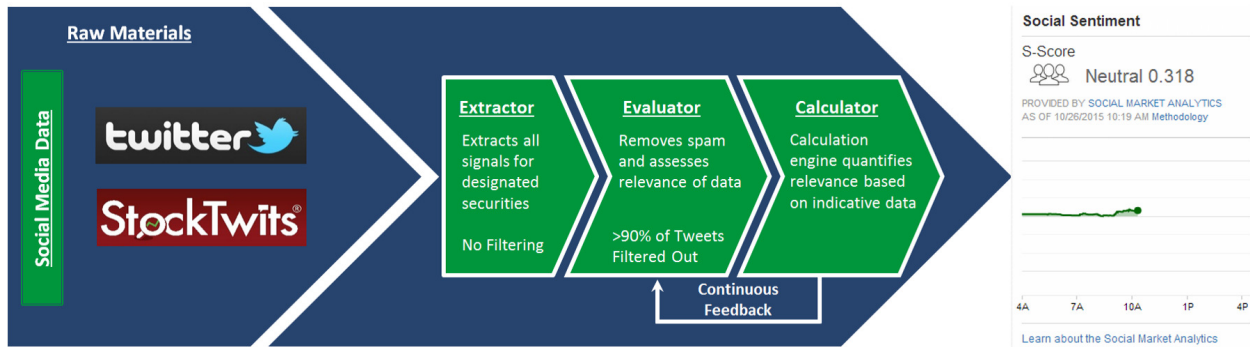 Raw Materials
Social Media Data
twitter
StockTwits®
Extractor
Extracts all
signals for
designated
securities
No Filtering
Evaluator
Removes spam
and assesses
relevance of data
>90% of Tweets
Filtered Out
Calculator
Calculation
engine quantifies
relevance based
on indicative data
Continuous
Feedback
Social Sentiment
S-Score
Neutral 0.318
PROVIDED BY SOCIAL MARKET ANALYTICS
AS OF 10/26/2015 10:19 AM Methodology
4A 7A 10A 1P 4P
Learn about the Social Market Analytics